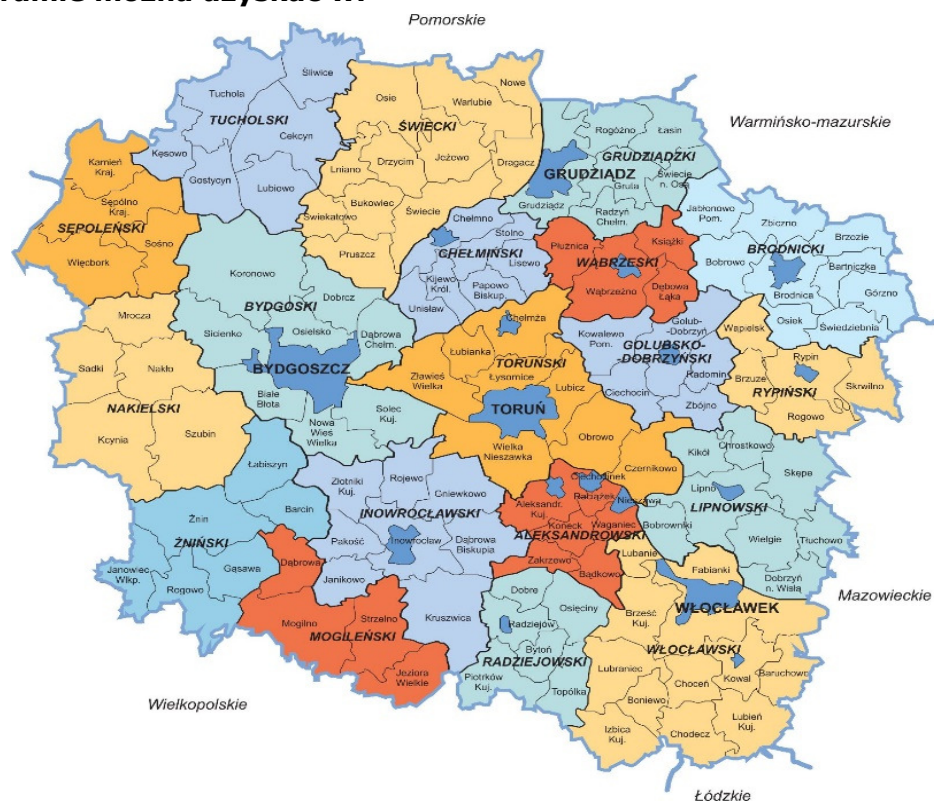 można uzyskać
Pomorskie
Warmińsko-mazurskie
Mazowieckie
Łódzkie
Wielkopolskie
TUCHOLSKI
Śliwice
Tuchola
Cekcyn
Kęsowo
Gostycyn
Lubiewo
ŚWIECKI
Nowe
Osie
Warlubie
Jeżewo
Drzycim
Dragacz
Lniano
Bukowiec
Świekatowo
Świecie
Pruszcz
SĘPOLEŃSKI
Kamień
Kraj.
Sępólno
Kraj.
Sośno
Więcbork
GRUDZIĄDZKI
GRUDZIĄDZ
Rogóźno
Łasin
Świecie
n. Osą
Gruta
Grudziądz
Radzyń
Chełm.
CHEŁMIŃSKI
Chełmno
Stolno
Lisewo
Kijewo
Król.
Papowo
Biskup.
Unisław
WĄBRZESKI
Płużnica
Książki
Wąbrzeźno
Dębowa
Łąka
BRODNICKI
Jabłonowo
Pom.
Zbiczno
Brzozie
Bobrowo
Bartniczka
Brodnica
Górzno
Osiek
Świedziebnia
BYDGOSKI
BYDGOSZCZ
Koronowo
Dobrcz
Sicienko
Osielsko
Dąbrowa
Chełm.
Białe
Błota
Nowa
Wieś
Wielka
Solec
Kuj.
NAKIELSKI
Mrocza
Sadki
Nakło
Kcynia
Szubin
TORUŃSKI
TORUŃ
Chełmża
Łubianka
Zławieś
Wielka
Łysomice
Lubicz
Wielka
Nieszawka
Obrowo
Czernikowo
GOLUBSKO-
-DOBRZYŃSKI
Kowalewo
Pom.
Golub-
-Dobrzyń
Radomin
Ciechocin
Zbójno
RYPIŃSKI
Wąpielsk
Rypin
Brzuze
Skrwilno
Rogowo
LIPNOWSKI
Kikół
Chrostkowo
Skępe
Lipno
Bobrowniki
Wielgie
Tłuchowo
Dobrzyń
n. Wisłą
ŻNIŃSKI
Łabiszyn
Żnin
Barcin
Gąsawa
Janowiec
Wlkp.
Rogowo
INOWROCŁAWSKI
Złotniki
Kuj.
Rojewo
Gniewkowo
Pakość
Inowrocław
Dąbrowa
Biskupia
Janikowo
Kruszwica
ALEKSANDROWSKI
Ciechocinek
Aleksandr.
Kuj.
Raciążek
Nieszawa
Koneck
Waganiec
Zakrzewo
Bądkowo
MOGILEŃSKI
Dąbrowa
Mogilno
Strzelno
Jeziora
Wielkie
RADZIEJOWSKI
Dobre
Osięciny
Radziejów
Bytoń
Piotrków
Kuj.
Topólka
WŁOCŁAWSKI
WŁOCŁAWEK
Lubanie
Fabianki
Brześć
Kuj.
Lubraniec
Choceń
Kowal
Baruchowo
Boniewo
Izbica
Kuj.
Chodecz
Lubień
Kuj.